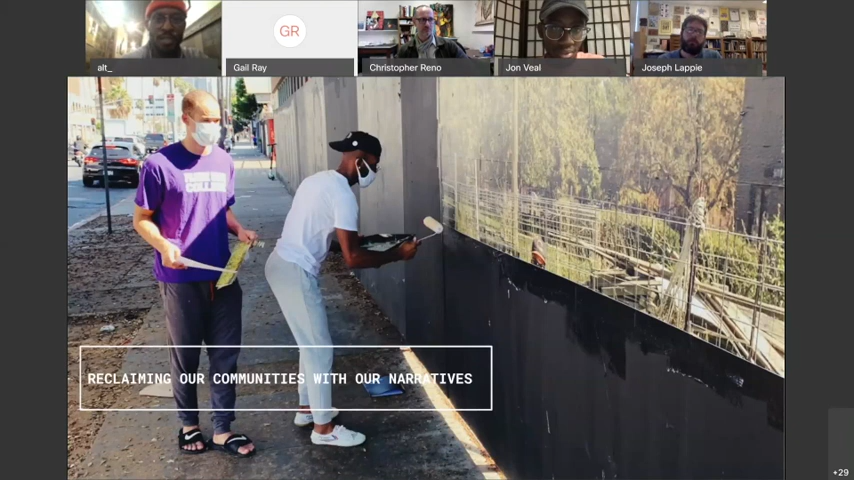 GR
alt_
Gail Ray
Christopher Reno
Jon Veal
Joseph Lappie
RECLAIMING OUR COMMUNITIES WITH OUR NARRATIVES
+29